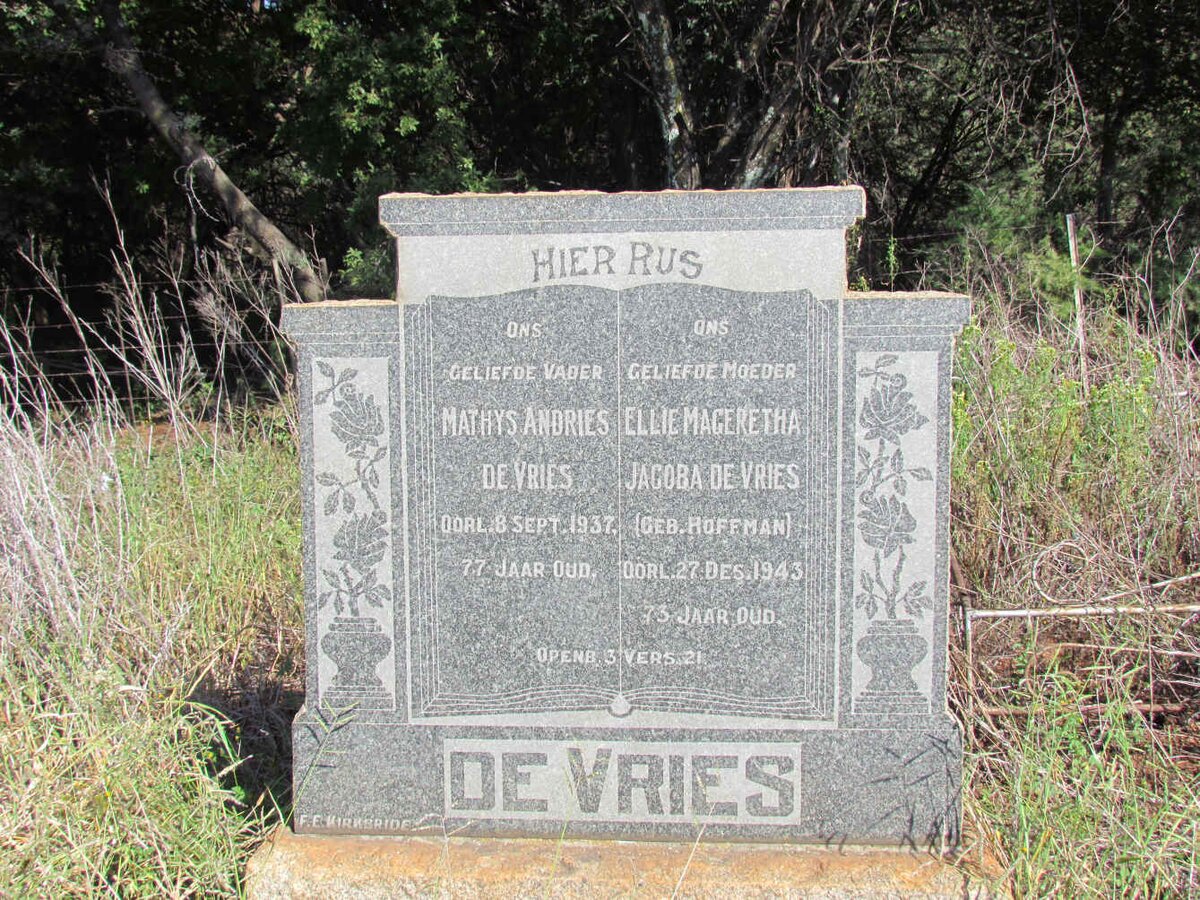 HIER RUS
ONS
GELIEFDE VADER
MATHYS ANDRIES
DE VRIES
OORL. 8 SEPT. 1937,
77 JAAR OUD.
ONS
GELIEFDE MOEDER
ELLIE MAGERETHA
JACOBA DE VRIES
(GEB. HOFFMAN)
OORL. 27 DES. 1943
73 JAAR OUD.
OPENB. 3 VERS. 21
DE VRIES
F.F. KIRKBRIDE